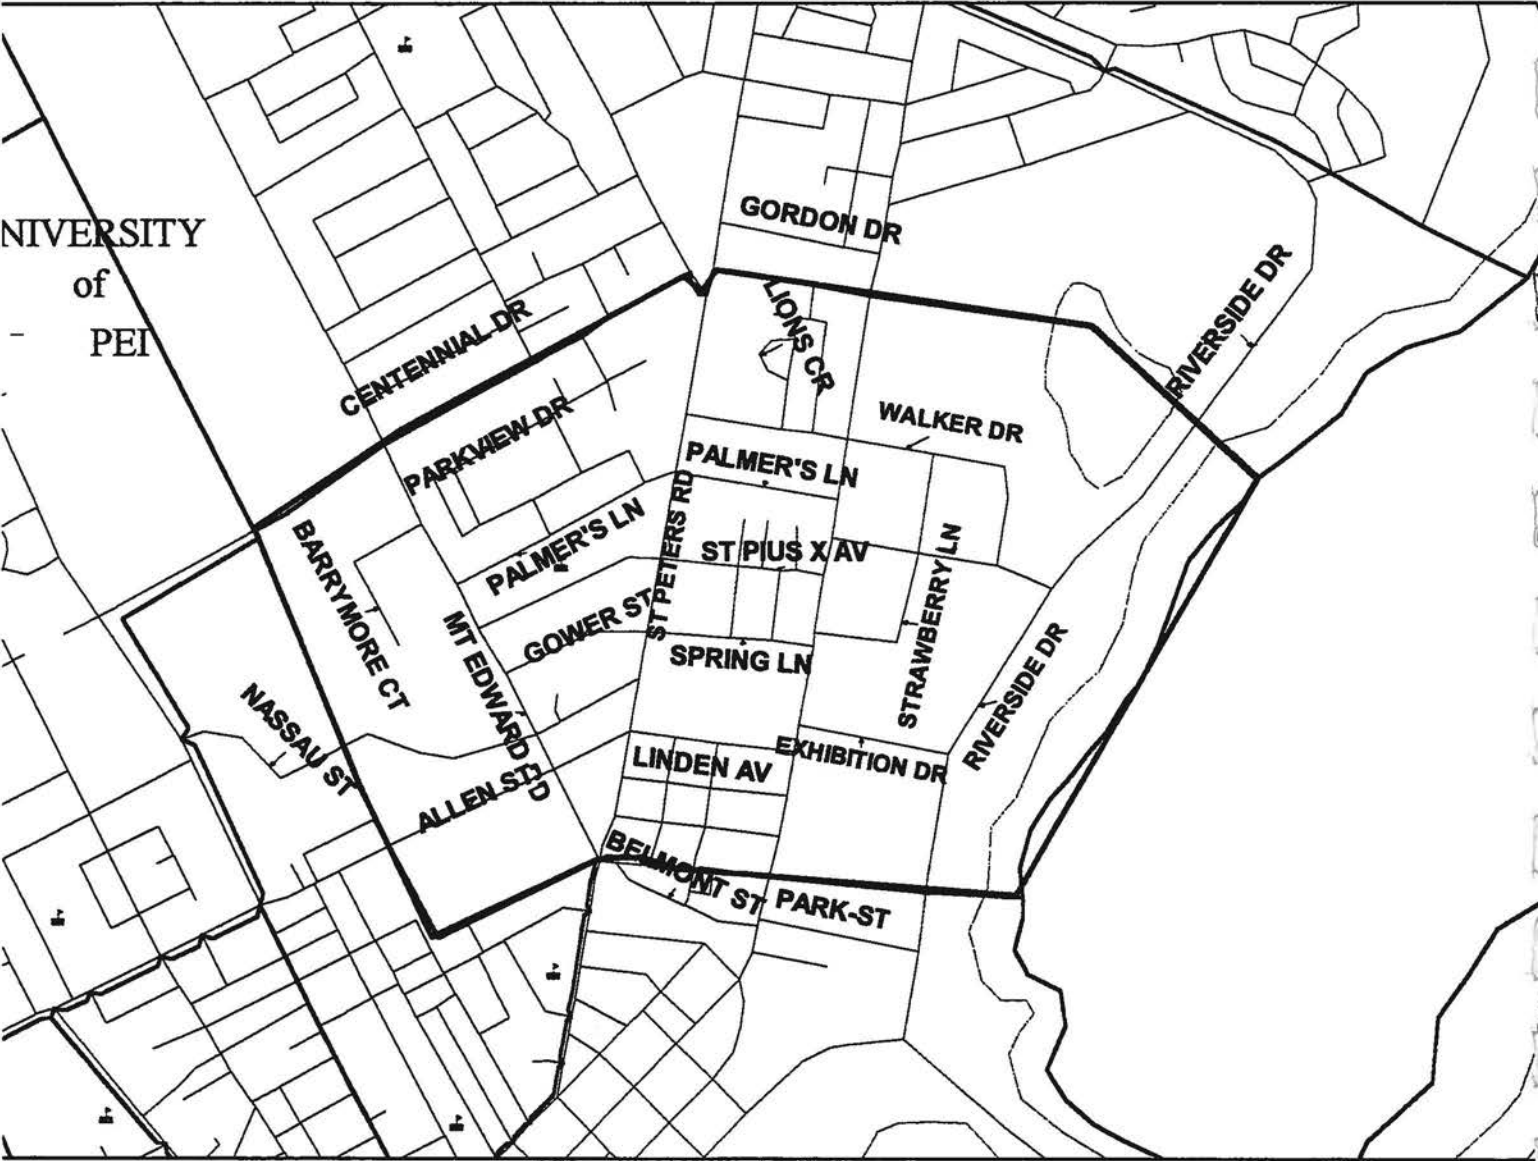 NIVERSITY
of
PEI
GORDON DR
RIVERSIDE DR
CENTENNIAL DR
LIONS CR
PARKVIEW DR
WALKER DR
PALMER'S LN
PALMER'S LN
ST PETERS RD
ST PIUS X AV
BARRYMORE CT
STRAWBERRY LN
GOWER ST
MT EDWARD RD
SPRING LN
RIVERSIDE DR
NASSAU ST
LINDEN AV
EXHIBITION DR
ALLEN ST
BELMONT ST
PARK-ST